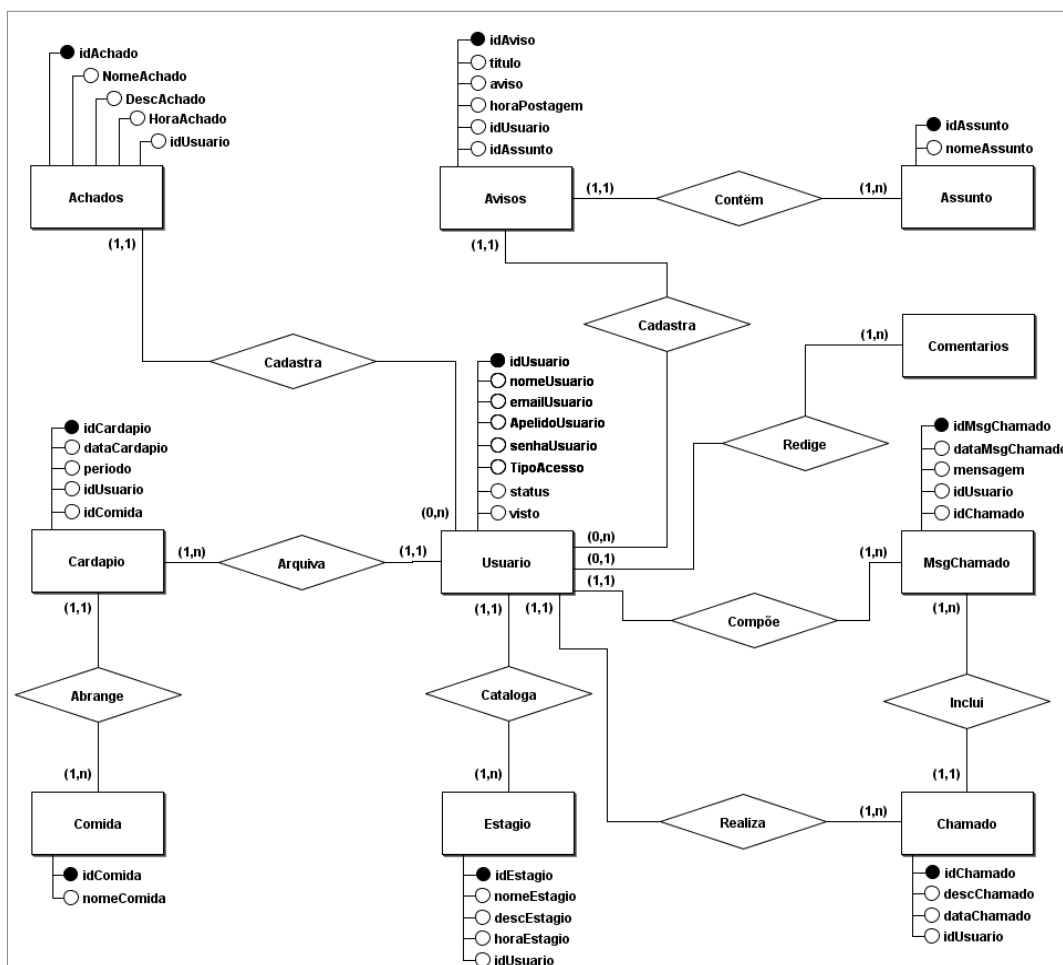 idAchado
NomeAchado
DescAchado
HoraAchado
idUsuario
Achados
(1,1)
idAviso
titulo
aviso
horaPostagem
idUsuario
idAssunto
Avisos
(1,1)
(1,1)
Contëm
(1,n)
idAssunto
nomeAssunto
Assunto
Cadastra
Cadastra
(1,n)
Comentarios
Redige
idUsuario
nomeUsuario
emailUsuario
ApelidoUsuario
senhaUsuario
TipoAcesso
status
visto
(0,n)
(0,n)
(0,1)
(1,1)
Usuario
(1,1)
(1,1)
(1,1)
idCardapio
dataCardapio
periodo
idUsuario
idComida
Cardapio
(1,n)
Arquiva
(1,1)
idMsgChamado
dataMsgChamado
mensagem
idUsuario
idChamado
(1,n)
MsgChamado
(1,n)
Compõe
Abrange
Cataloga
Inclui
(1,n)
(1,n)
(1,1)
Comida
Estagio
Realiza
(1,n)
Chamado
idComida
nomeComida
idEstagio
nomeEstagio
descEstagio
horaEstagio
idUsuario
idChamado
descChamado
dataChamado
idUsuario